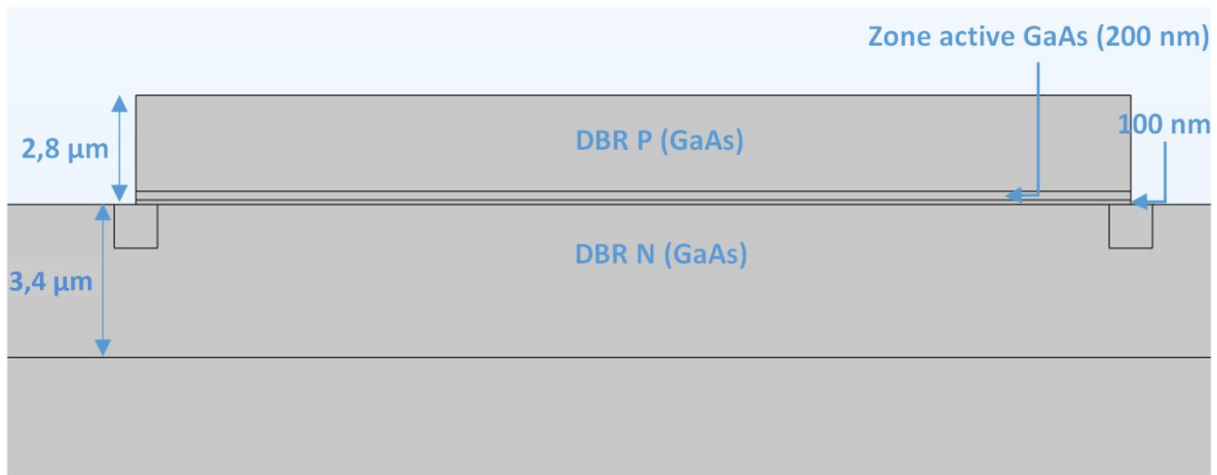 Zone active GaAs (200 nm)
100 nm
2,8 µm
DBR P (GaAs)
DBR N (GaAs)
3,4 µm